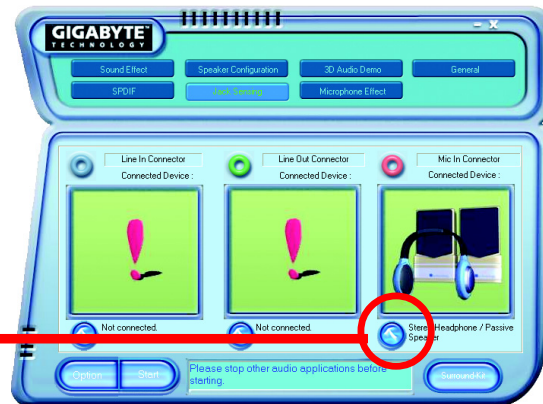 GIGABYTE™
TECHNOLOGY
Sound Effect
Speaker Configuration
3D Audio Demo
General
SPDIF
Jack Sensing
Microphone Effect
Line In Connector
Connected Device :
Line Out Connector
Connected Device :
Mic In Connector
Connected Device :
Not connected.
Not connected.
Stereo Headphone / Passive
Speaker
Option
Start
Please stop other audio applications before
starting.
Surround Kit